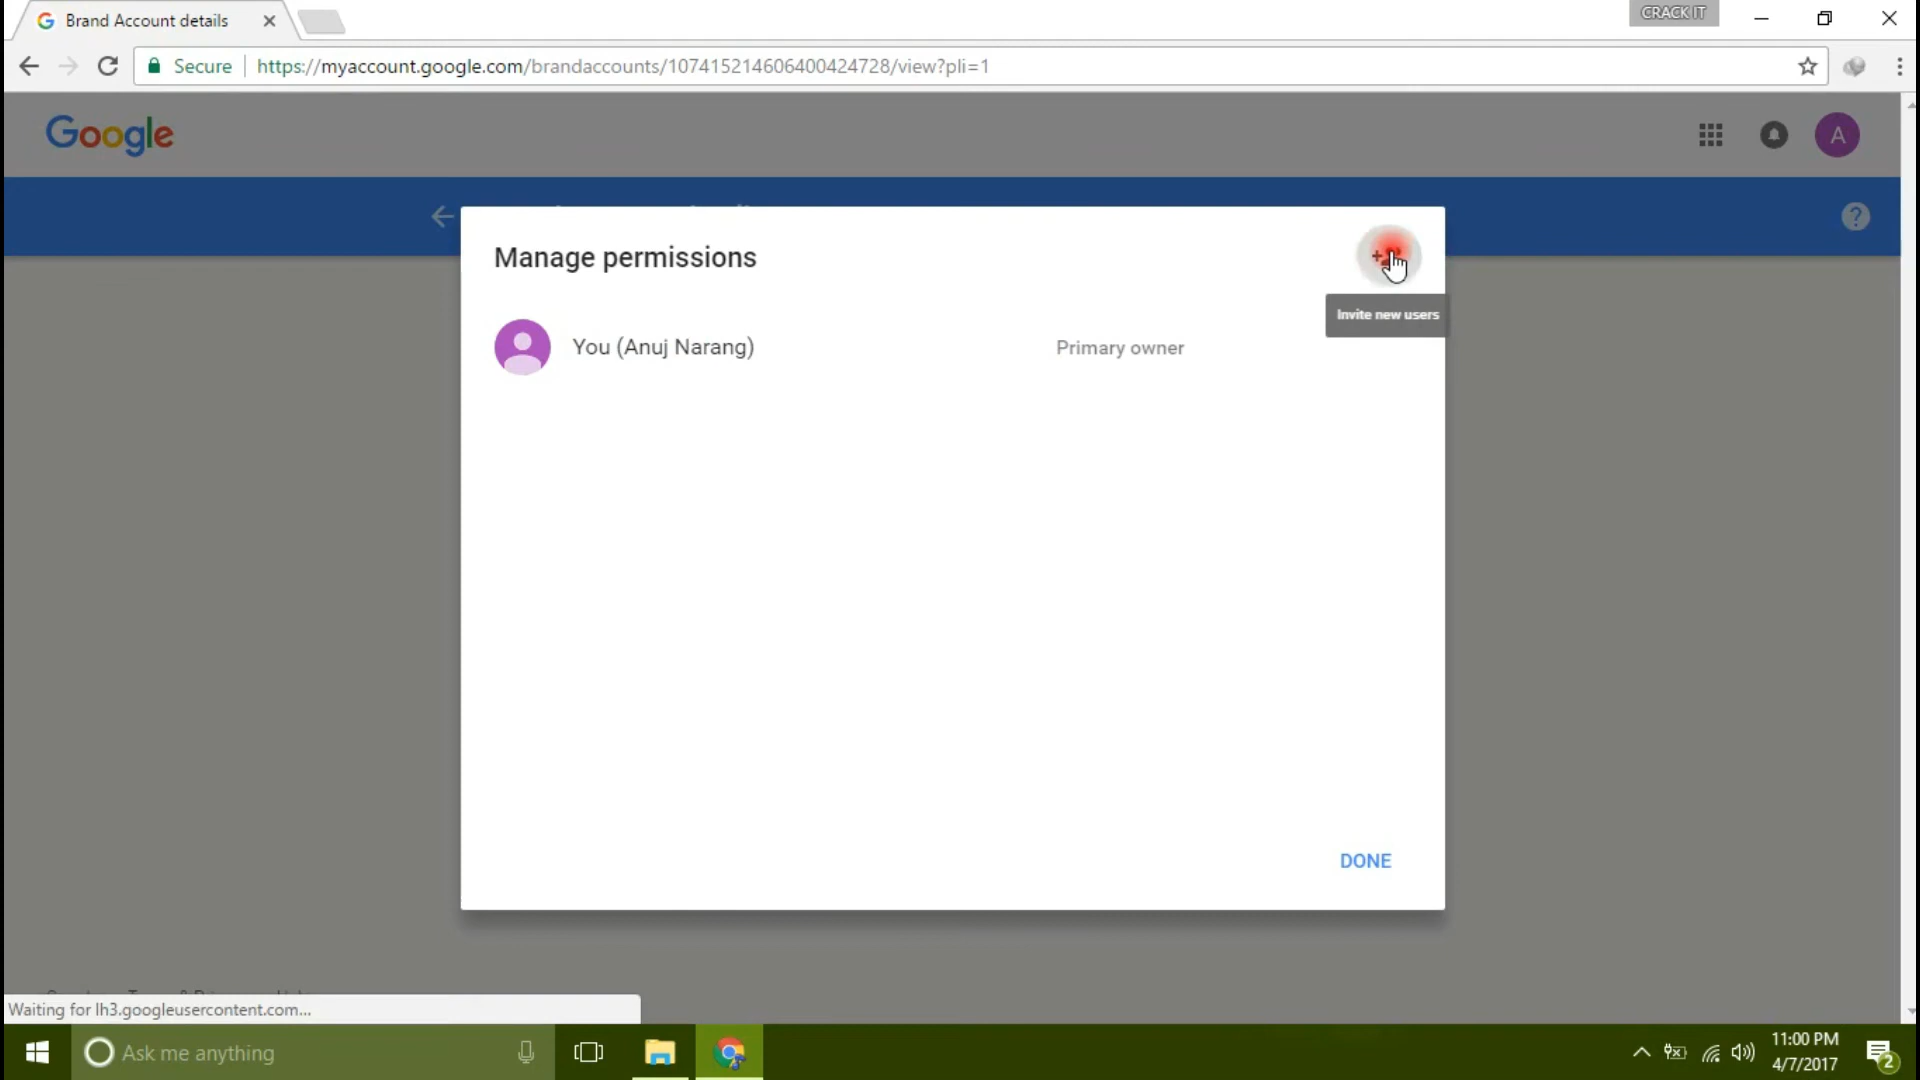 Brand Account details
CRACK IT
Secure
https://myaccount.google.com/brandaccounts/107415214606400424728/view?pli=1
Google
A
Manage permissions
Invite new users
You (Anuj Narang)
Primary owner
DONE
Waiting for lh3.googleusercontent.com...
Ask me anything
11:00 PM
4/7/2017
2